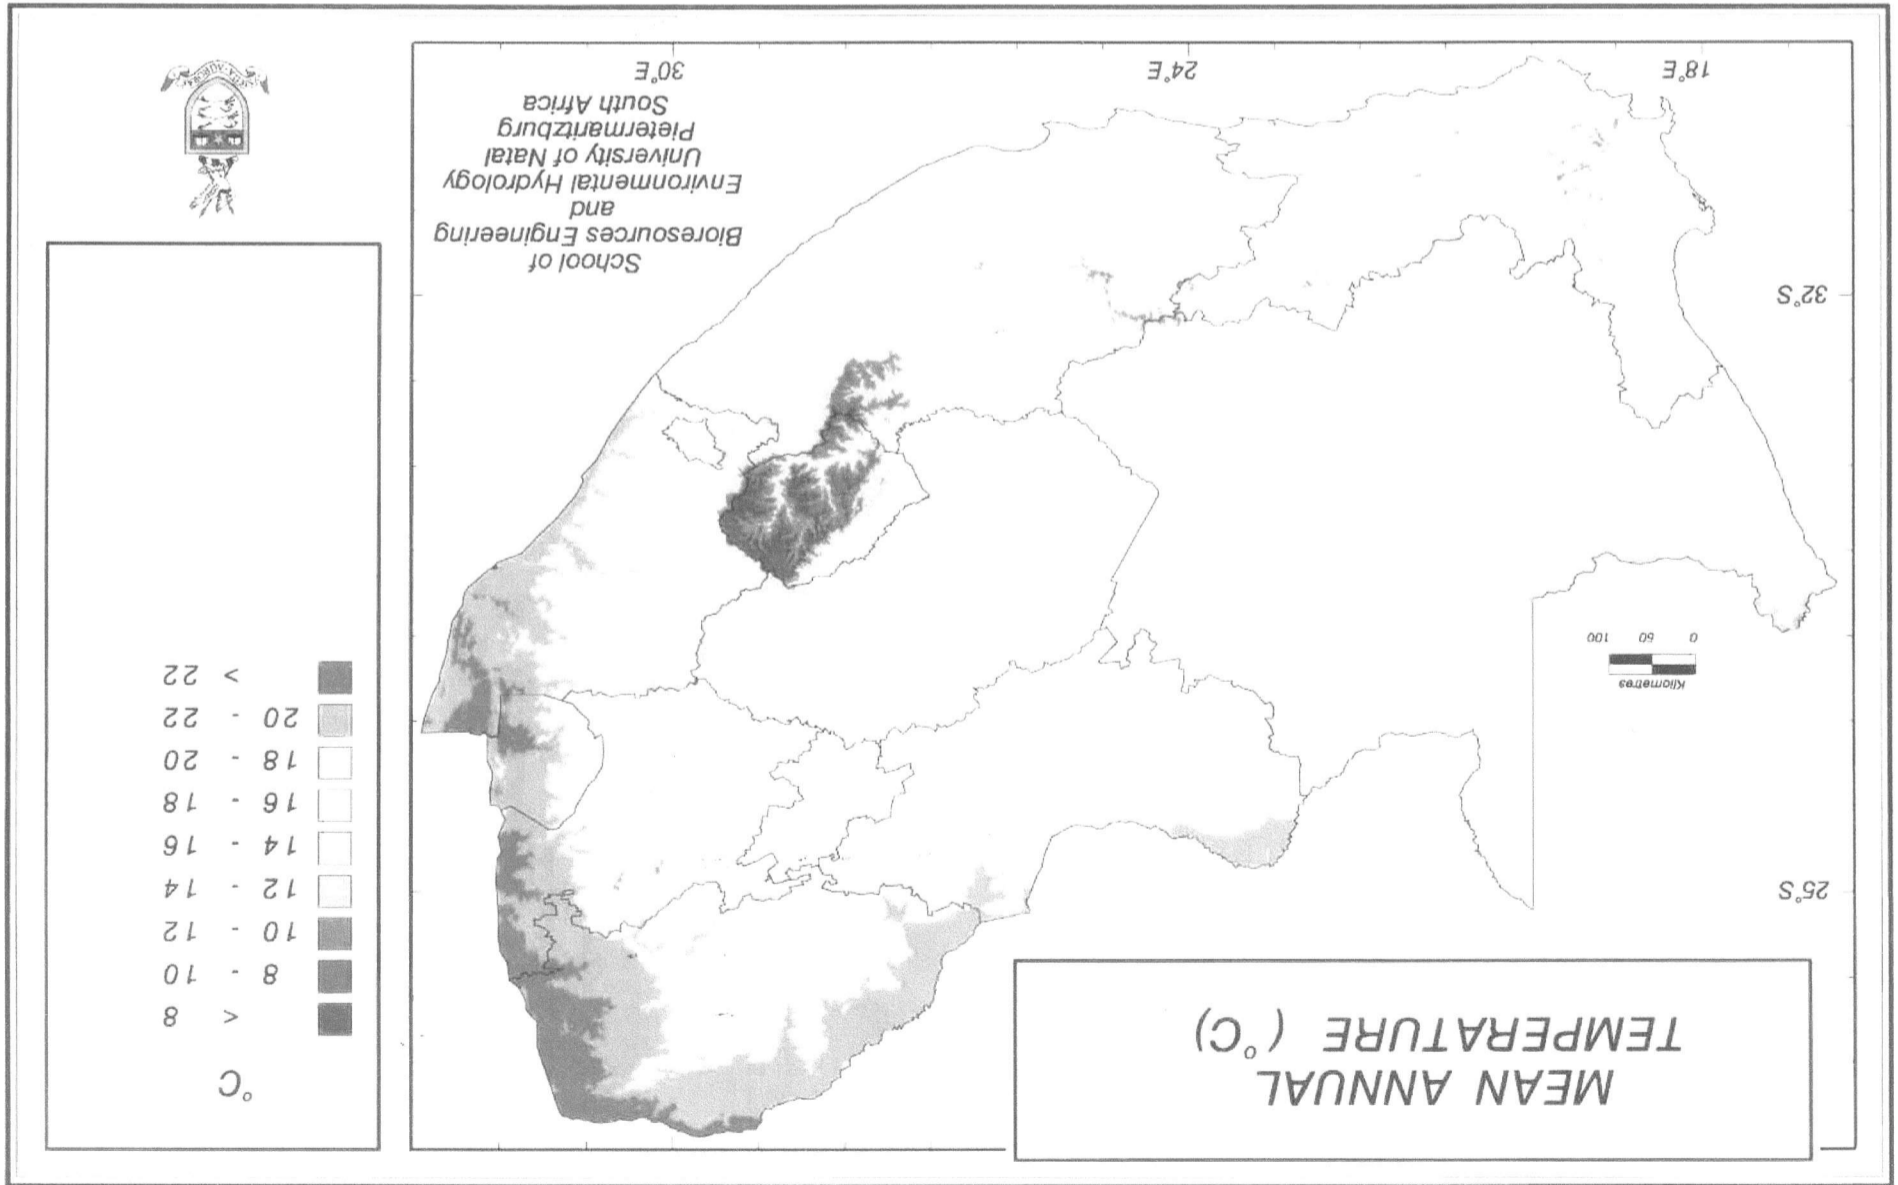 MEAN ANNUAL
TEMPERATURE (°C)
25°S
32°S
Kilometres
0 50 100
18°E 24°E 30°E
School of
Bioresources Engineering
and
Environmental Hydrology
University of Natal
Pietermaritzburg
South Africa
°C
< 8
8 - 10
10 - 12
12 - 14
14 - 16
16 - 18
18 - 20
20 - 22
> 22